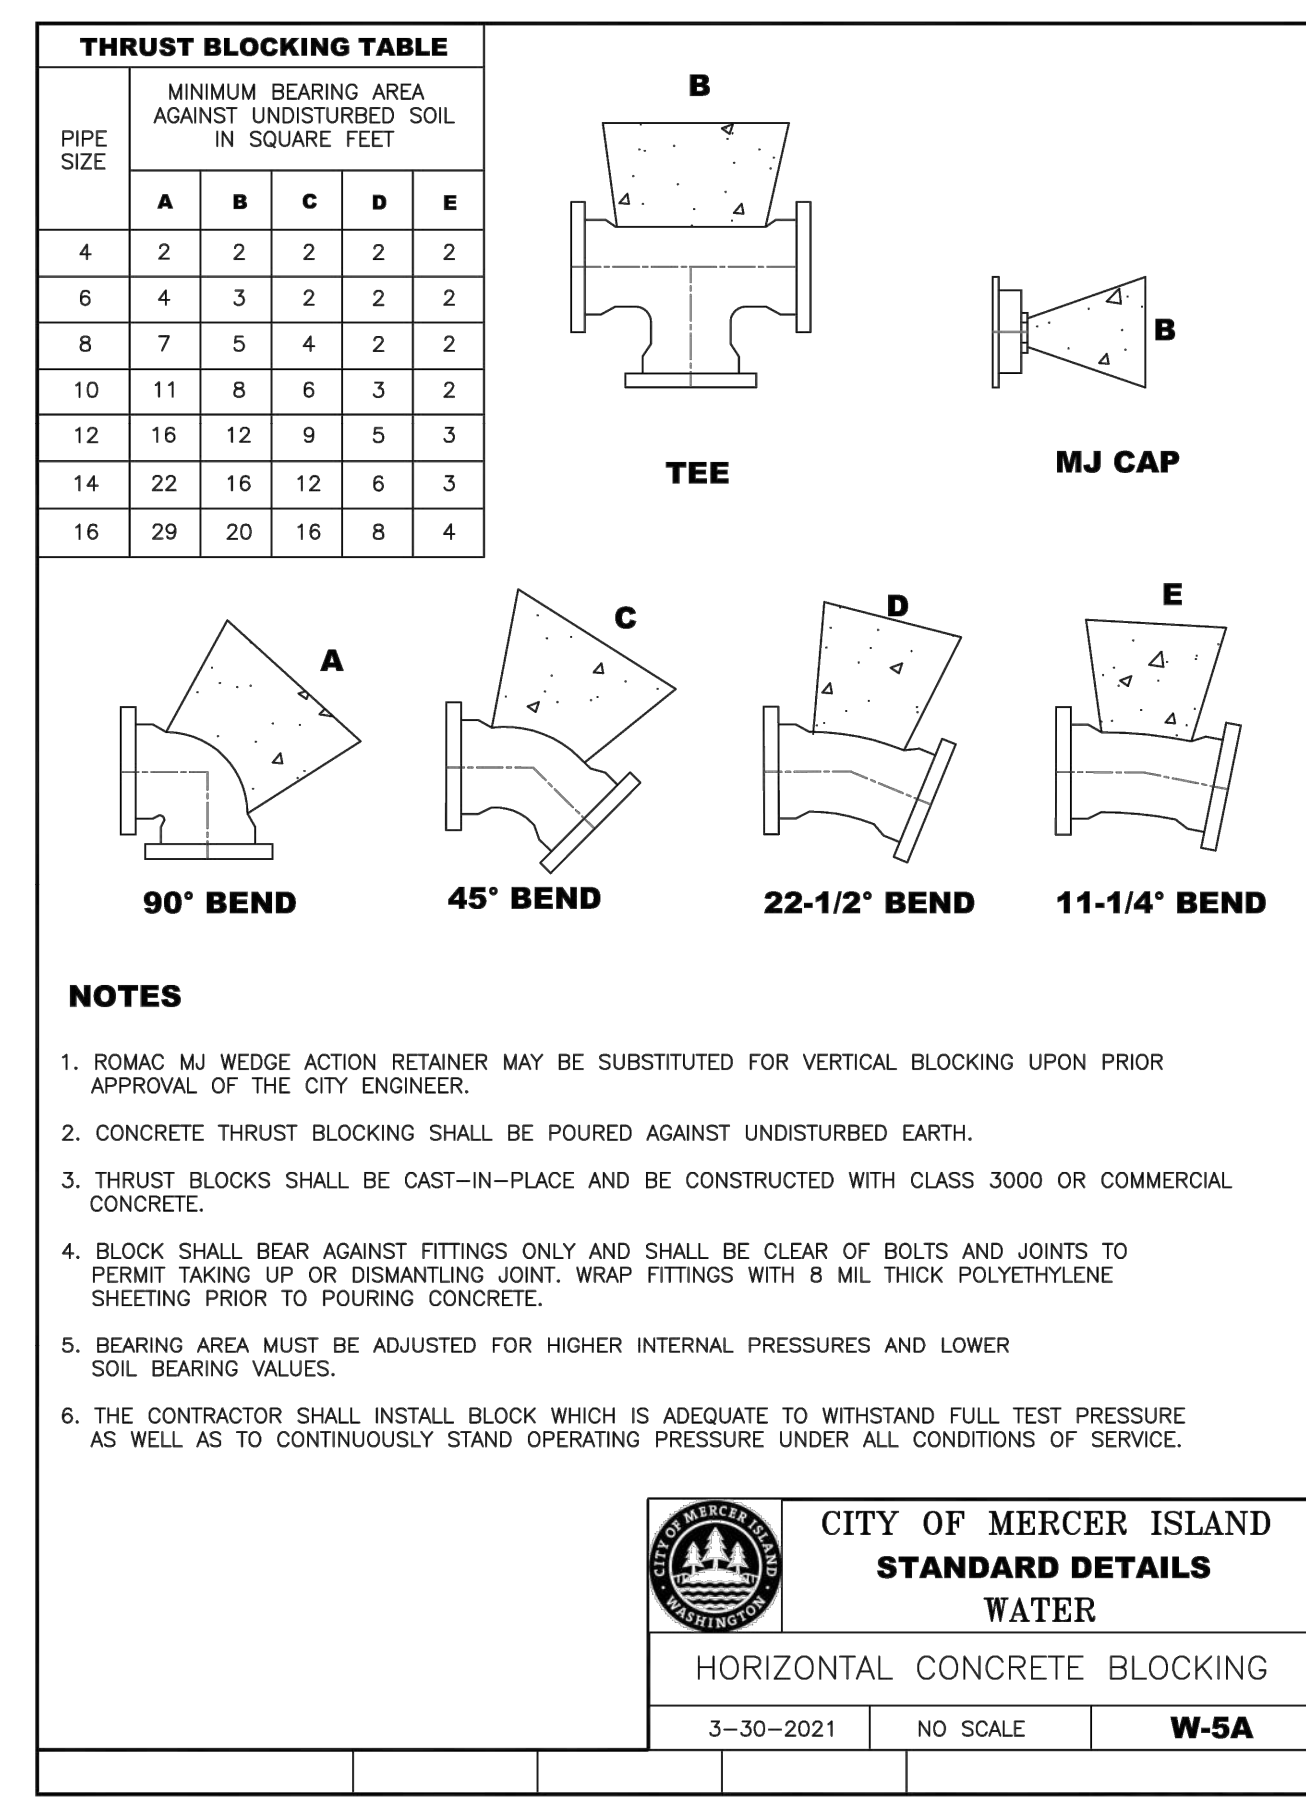 THRUST BLOCKING TABLE
PIPE
SIZE
MINIMUM BEARING AREA
AGAINST UNDISTURBED SOIL
IN SQUARE FEET
A B C D E
4 2 2 2 2 2
6 4 3 2 2 2
8 7 5 4 2 2
10 11 8 6 3 2
12 16 12 9 5 3
14 22 16 12 6 3
16 29 20 16 8 4
B
TEE
B
MJ CAP
A
90° BEND
C
45° BEND
D
22-1/2° BEND
E
11-1/4° BEND
NOTES
1. ROMAC MJ WEDGE ACTION RETAINER MAY BE SUBSTITUTED FOR VERTICAL BLOCKING UPON PRIOR
APPROVAL OF THE CITY ENGINEER.
2. CONCRETE THRUST BLOCKING SHALL BE POURED AGAINST UNDISTURBED EARTH.
3. THRUST BLOCKS SHALL BE CAST-IN-PLACE AND BE CONSTRUCTED WITH CLASS 3000 OR COMMERCIAL
CONCRETE.
4. BLOCK SHALL BEAR AGAINST FITTINGS ONLY AND SHALL BE CLEAR OF BOLTS AND JOINTS TO
PERMIT TAKING UP OR DISMANTLING JOINT. WRAP FITTINGS WITH 8 MIL THICK POLYETHYLENE
SHEETING PRIOR TO POURING CONCRETE.
5. BEARING AREA MUST BE ADJUSTED FOR HIGHER INTERNAL PRESSURES AND LOWER
SOIL BEARING VALUES.
6. THE CONTRACTOR SHALL INSTALL BLOCK WHICH IS ADEQUATE TO WITHSTAND FULL TEST PRESSURE
AS WELL AS TO CONTINUOUSLY STAND OPERATING PRESSURE UNDER ALL CONDITIONS OF SERVICE.
CITY OF MERCER ISLAND
WASHINGTON
CITY OF MERCER ISLAND
STANDARD DETAILS
WATER
HORIZONTAL CONCRETE BLOCKING
3-30-2021 NO SCALE W-5A